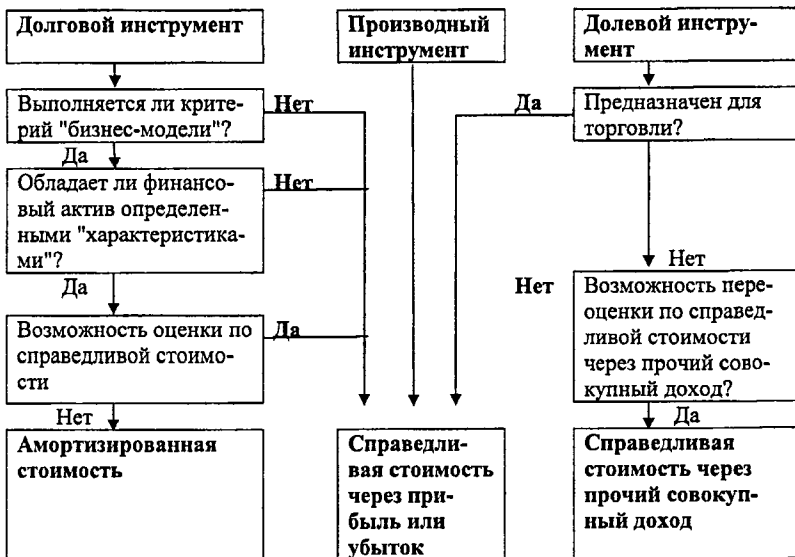 Долговой инструмент
Производный
инструмент
Долевой инстру-
мент
Выполняется ли крите-
рий "бизнес-модели"?
Нет
Да
Предназначен для
торговли?
Да
Обладает ли финансо-
вый актив определен-
ными "характеристика-
ми"?
Нет
Да
Нет
Нет
Возможность пере-
оценки по справед-
ливой стоимости
через прочий сово-
купный доход?
Возможность оценки по
справедливой стоимо-
сти
Да
Нет
Да
Амортизированная
стоимость
Справедли-
вая стоимость
через при-
быль или
убыток
Справедливая
стоимость через
прочий совокуп-
ный доход